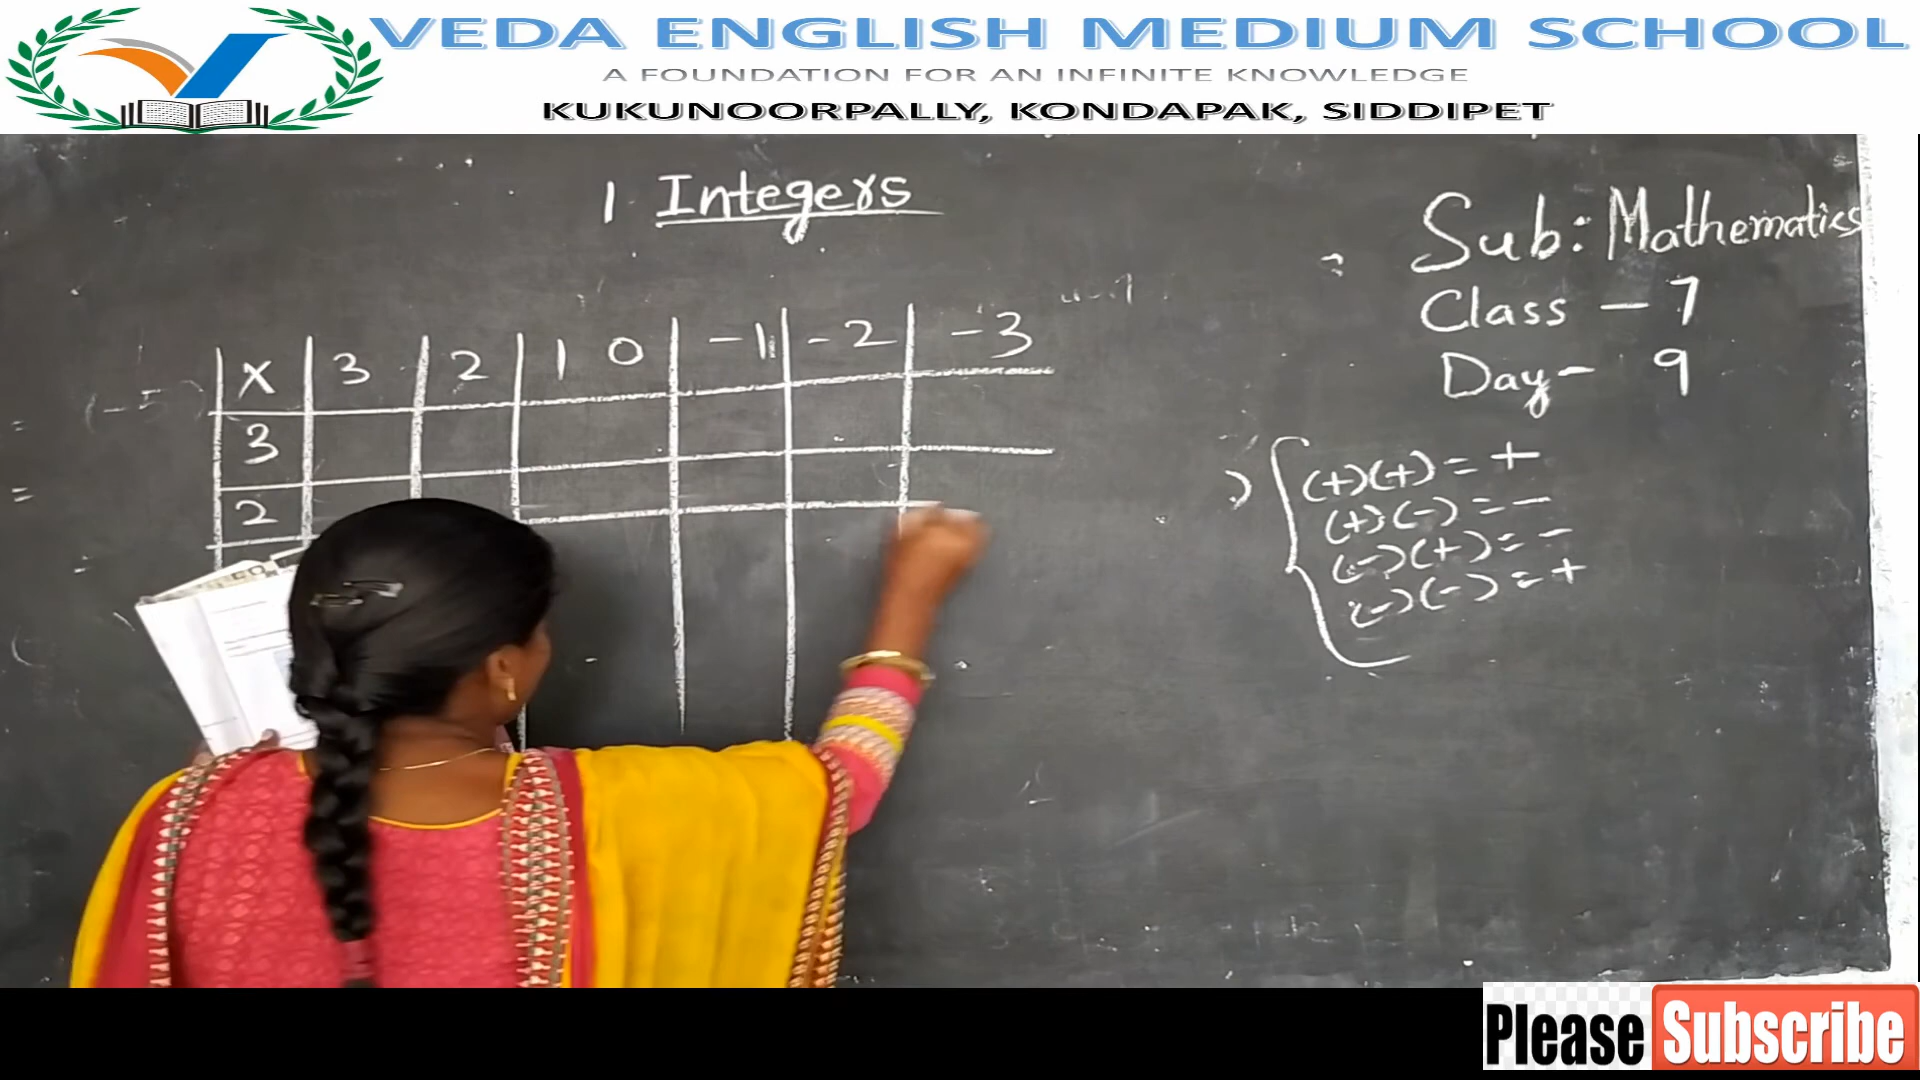 VEDA ENGLISH MEDIUM SCHOOL
A FOUNDATION FOR AN INFINITE KNOWLEDGE
KUKUNOORPALLY, KONDAPAK, SIDDIPET
1 Integers
Sub: Mathematics
Class - 7
Day - 9
X 3 2 1 0 -1 -2 -3
3
2
(+)(+) = +
(+)(-) = -
(-)(+) = -
(-)(-) = +
Please Subscribe